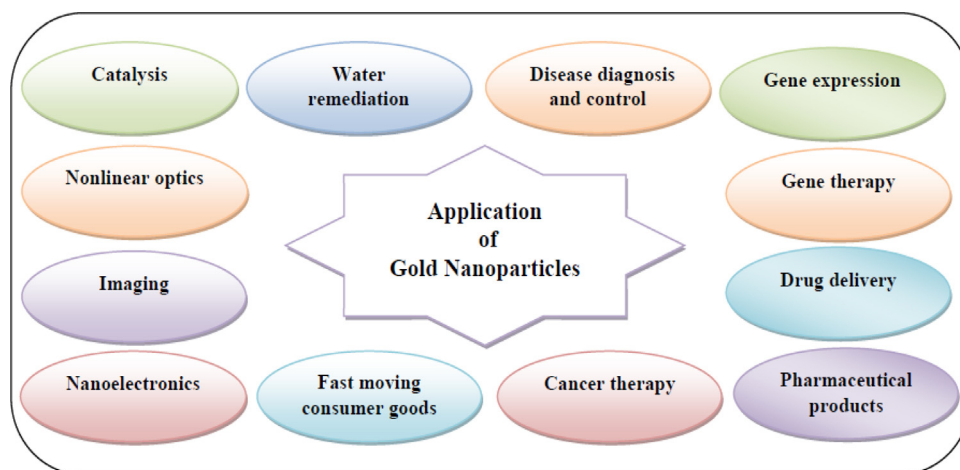 Catalysis
Water
remediation
Disease diagnosis
and control
Gene expression
Nonlinear optics
Application
of
Gold Nanoparticles
Gene therapy
Imaging
Drug delivery
Nanoelectronics
Fast moving
consumer goods
Cancer therapy
Pharmaceutical
products